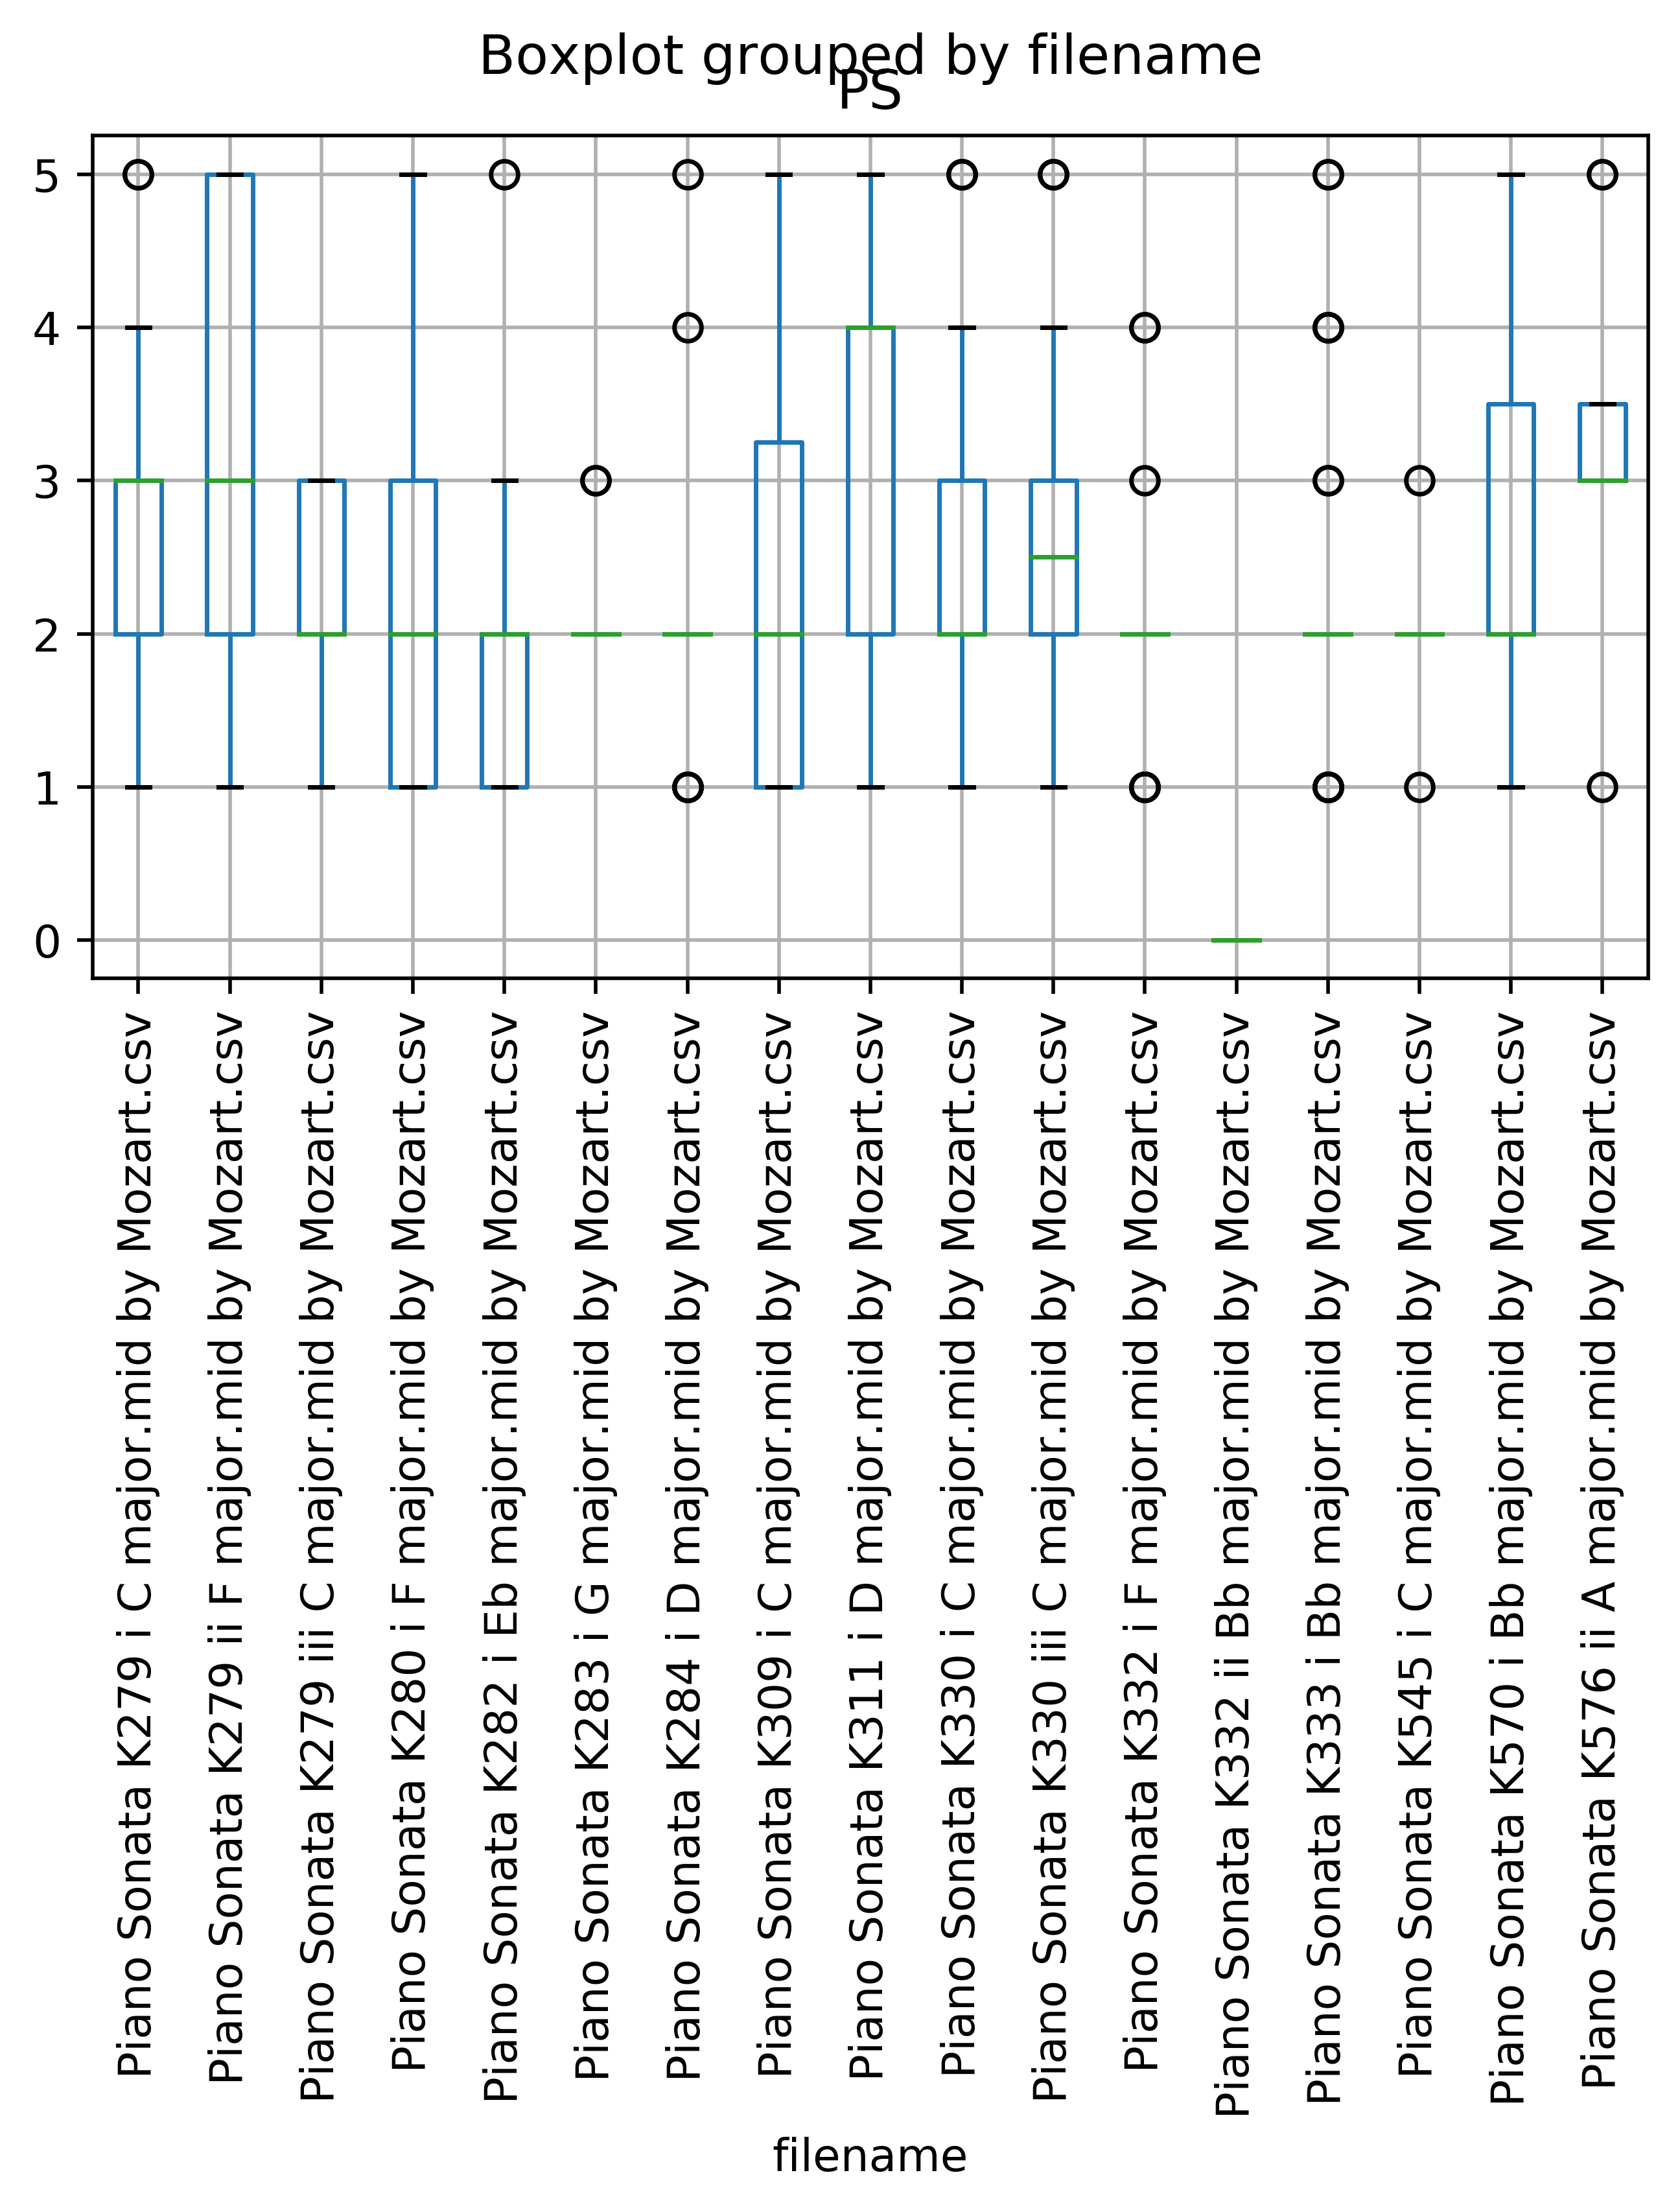 Boxplot grouped by filename
PS
5
4
3
2
1
0
Piano Sonata K279 i C major.mid by Mozart.csv
Piano Sonata K279 ii F major.mid by Mozart.csv
Piano Sonata K279 iii C major.mid by Mozart.csv
Piano Sonata K280 i F major.mid by Mozart.csv
Piano Sonata K282 i Eb major.mid by Mozart.csv
Piano Sonata K283 i G major.mid by Mozart.csv
Piano Sonata K284 i D major.mid by Mozart.csv
Piano Sonata K309 i C major.mid by Mozart.csv
Piano Sonata K311 i D major.mid by Mozart.csv
Piano Sonata K330 i C major.mid by Mozart.csv
Piano Sonata K330 iii C major.mid by Mozart.csv
Piano Sonata K332 i F major.mid by Mozart.csv
Piano Sonata K332 ii Bb major.mid by Mozart.csv
Piano Sonata K333 i Bb major.mid by Mozart.csv
Piano Sonata K545 i C major.mid by Mozart.csv
Piano Sonata K570 i Bb major.mid by Mozart.csv
Piano Sonata K576 ii A major.mid by Mozart.csv
filename